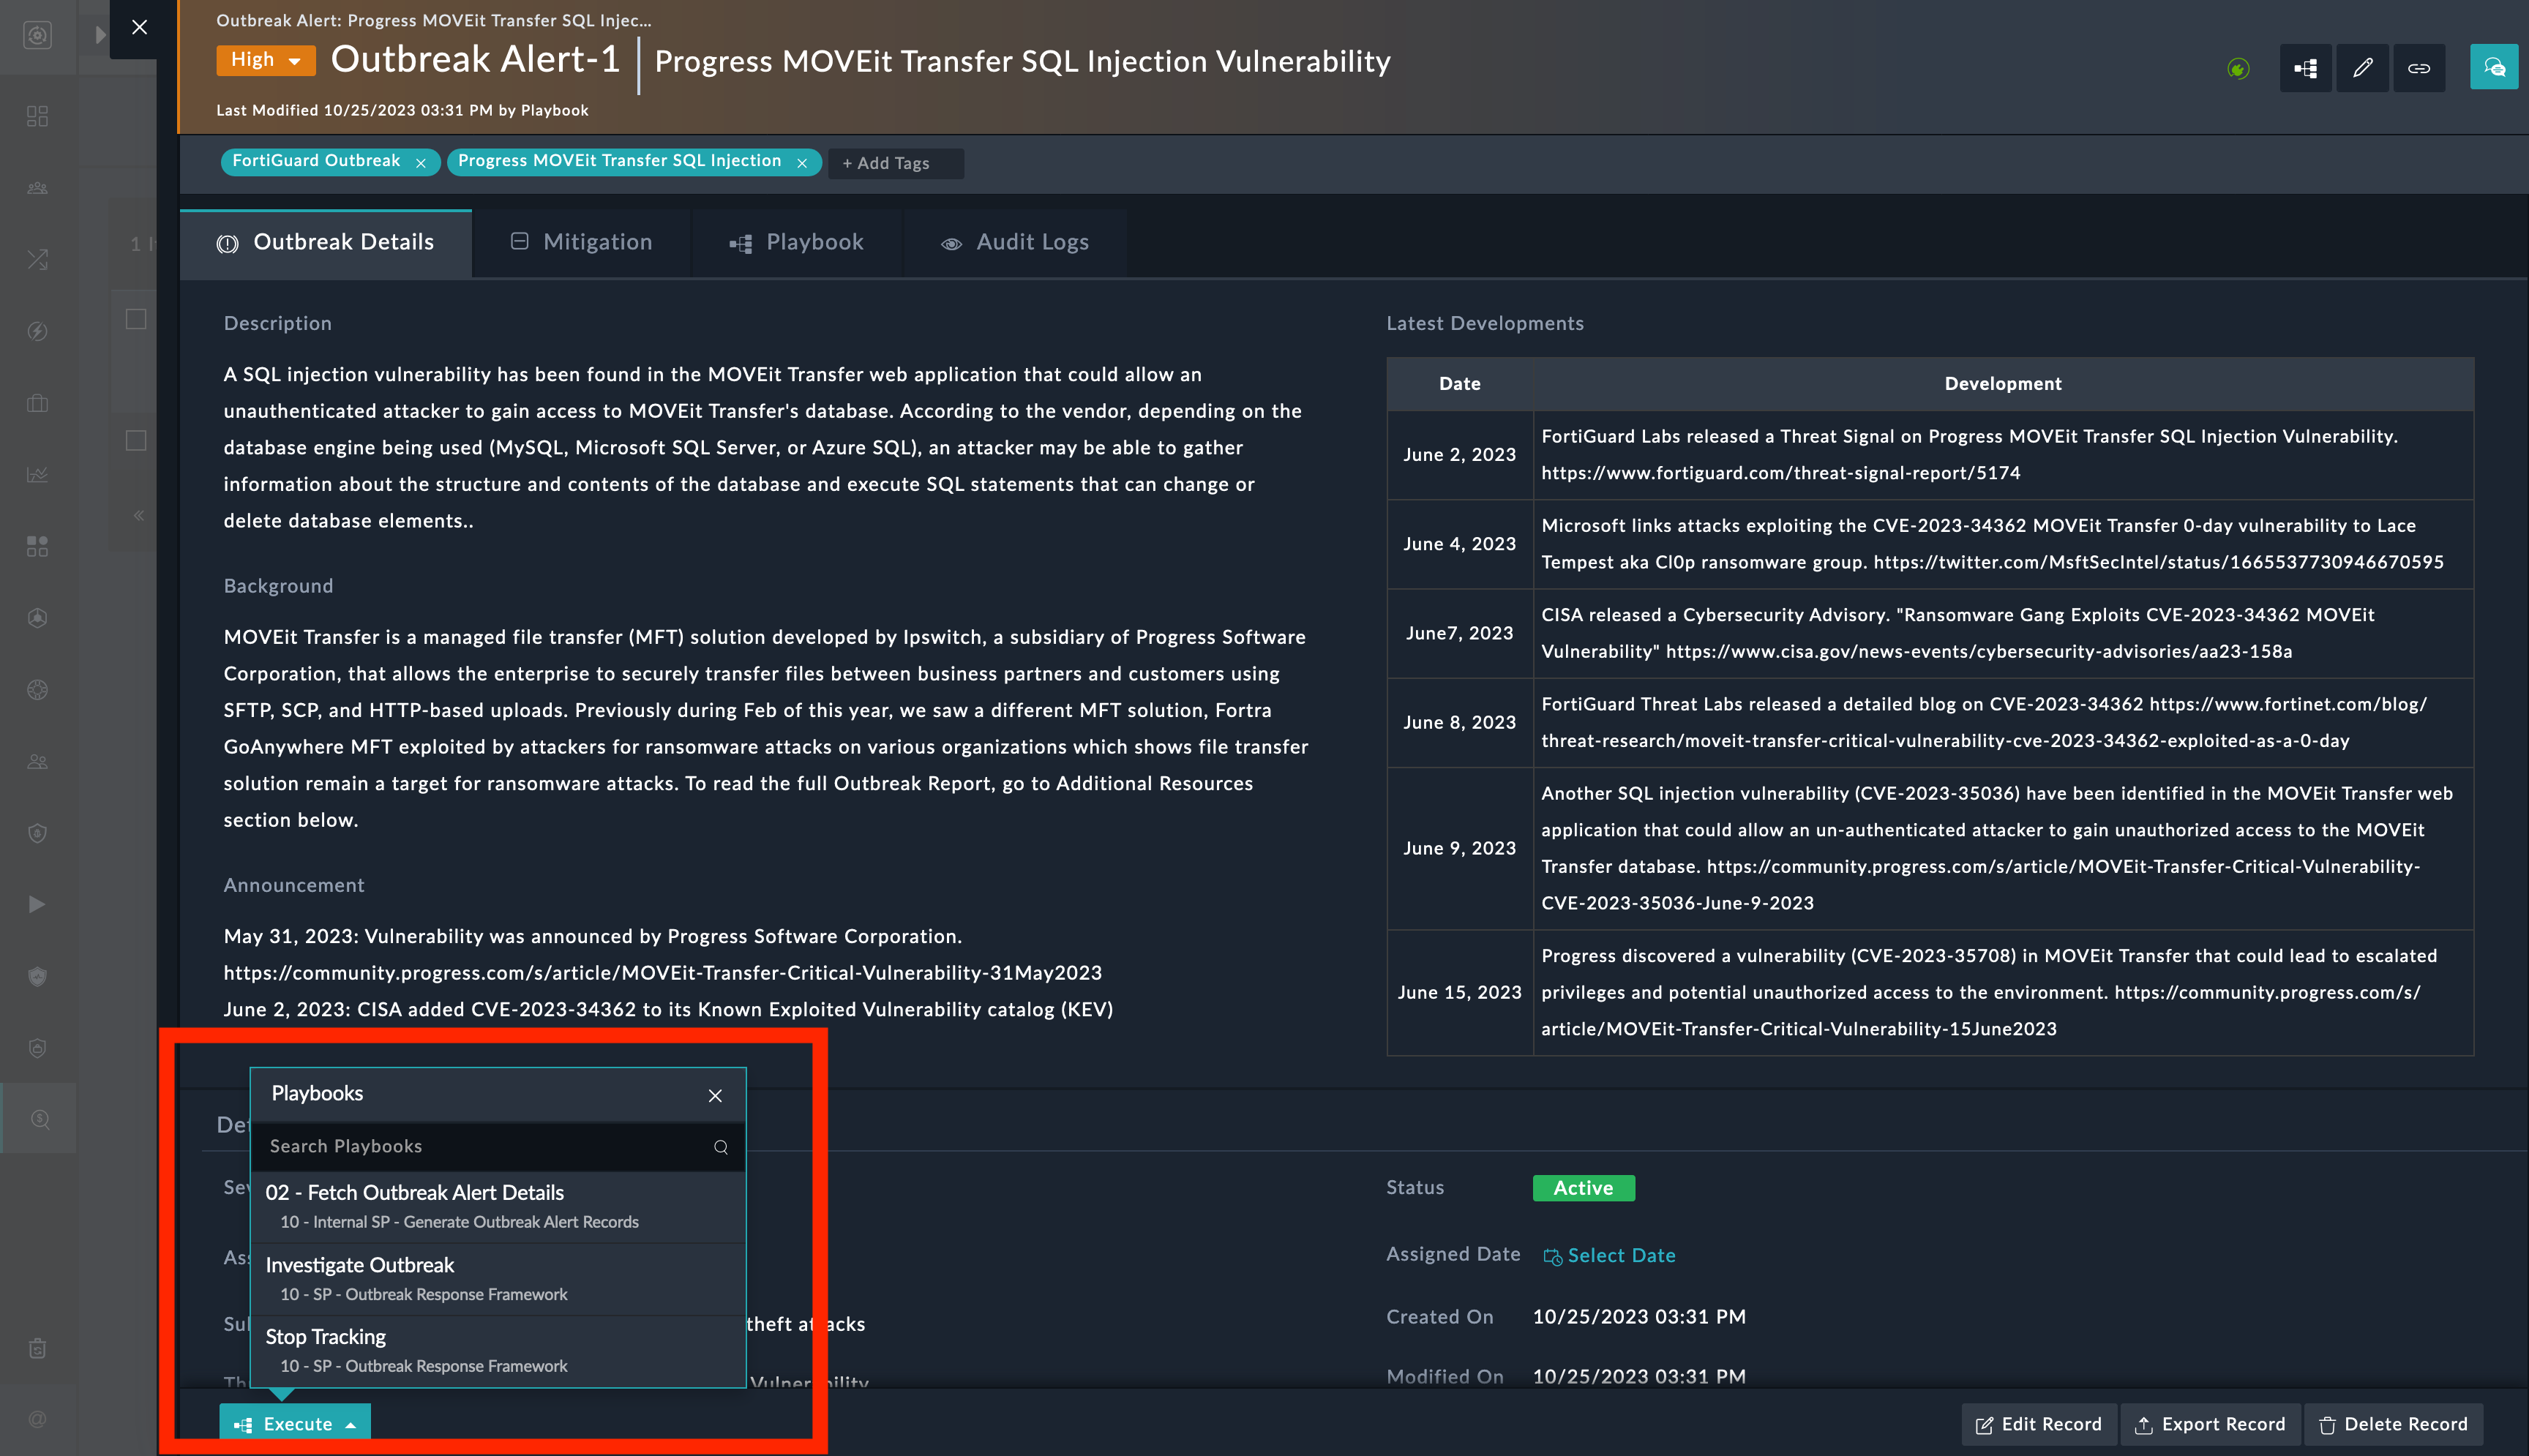 Outbreak Alert: Progress MOVEit Transfer SQL Injec...
High
Outbreak Alert-1
Progress MOVEit Transfer SQL Injection Vulnerability
Last Modified 10/25/2023 03:31 PM by Playbook
FortiGuard Outbreak ×
Progress MOVEit Transfer SQL Injection ×
+ Add Tags
1 It
Outbreak Details
Mitigation
Playbook
Audit Logs
Description
A SQL injection vulnerability has been found in the MOVEit Transfer web application that could allow an
unauthenticated attacker to gain access to MOVEit Transfer's database. According to the vendor, depending on the
database engine being used (MySQL, Microsoft SQL Server, or Azure SQL), an attacker may be able to gather
information about the structure and contents of the database and execute SQL statements that can change or
delete database elements..
Background
MOVEit Transfer is a managed file transfer (MFT) solution developed by Ipswitch, a subsidiary of Progress Software
Corporation, that allows the enterprise to securely transfer files between business partners and customers using
SFTP, SCP, and HTTP-based uploads. Previously during Feb of this year, we saw a different MFT solution, Fortra
GoAnywhere MFT exploited by attackers for ransomware attacks on various organizations which shows file transfer
solution remain a target for ransomware attacks. To read the full Outbreak Report, go to Additional Resources
section below.
Announcement
May 31, 2023: Vulnerability was announced by Progress Software Corporation.
https://community.progress.com/s/article/MOVEit-Transfer-Critical-Vulnerability-31May2023
June 2, 2023: CISA added CVE-2023-34362 to its Known Exploited Vulnerability catalog (KEV)
Latest Developments
Date
Development
June 2, 2023
FortiGuard Labs released a Threat Signal on Progress MOVEit Transfer SQL Injection Vulnerability.
https://www.fortiguard.com/threat-signal-report/5174
June 4, 2023
Microsoft links attacks exploiting the CVE-2023-34362 MOVEit Transfer 0-day vulnerability to Lace
Tempest aka Cl0p ransomware group. https://twitter.com/MsftSecIntel/status/1665537730946670595
June7, 2023
CISA released a Cybersecurity Advisory. "Ransomware Gang Exploits CVE-2023-34362 MOVEit
Vulnerability" https://www.cisa.gov/news-events/cybersecurity-advisories/aa23-158a
June 8, 2023
FortiGuard Threat Labs released a detailed blog on CVE-2023-34362 https://www.fortinet.com/blog/
threat-research/moveit-transfer-critical-vulnerability-cve-2023-34362-exploited-as-a-0-day
June 9, 2023
Another SQL injection vulnerability (CVE-2023-35036) have been identified in the MOVEit Transfer web
application that could allow an un-authenticated attacker to gain unauthorized access to the MOVEit
Transfer database. https://community.progress.com/s/article/MOVEit-Transfer-Critical-Vulnerability-
CVE-2023-35036-June-9-2023
June 15, 2023
Progress discovered a vulnerability (CVE-2023-35708) in MOVEit Transfer that could lead to escalated
privileges and potential unauthorized access to the environment. https://community.progress.com/s/
article/MOVEit-Transfer-Critical-Vulnerability-15June2023
Playbooks
Search Playbooks
02 - Fetch Outbreak Alert Details
10 - Internal SP - Generate Outbreak Alert Records
Investigate Outbreak
10 - SP - Outbreak Response Framework
Stop Tracking
10 - SP - Outbreak Response Framework
theft attacks
Vulnerability
Status
Active
Assigned Date
Select Date
Created On
10/25/2023 03:31 PM
Modified On
10/25/2023 03:31 PM
Execute
Edit Record
Export Record
Delete Record